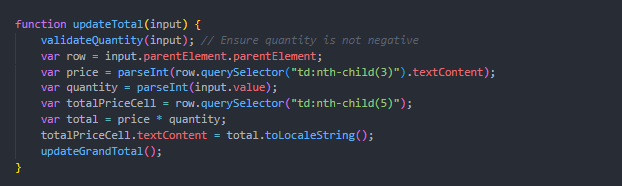 function updateTotal(input) {
    validateQuantity(input); // Ensure quantity is not negative
    var row = input.parentElement.parentElement;
    var price = parseInt(row.querySelector("td:nth-child(3)").textContent);
    var quantity = parseInt(input.value);
    var totalPriceCell = row.querySelector("td:nth-child(5)");
    var total = price * quantity;
    totalPriceCell.textContent = total.toLocaleString();
    updateGrandTotal();
}